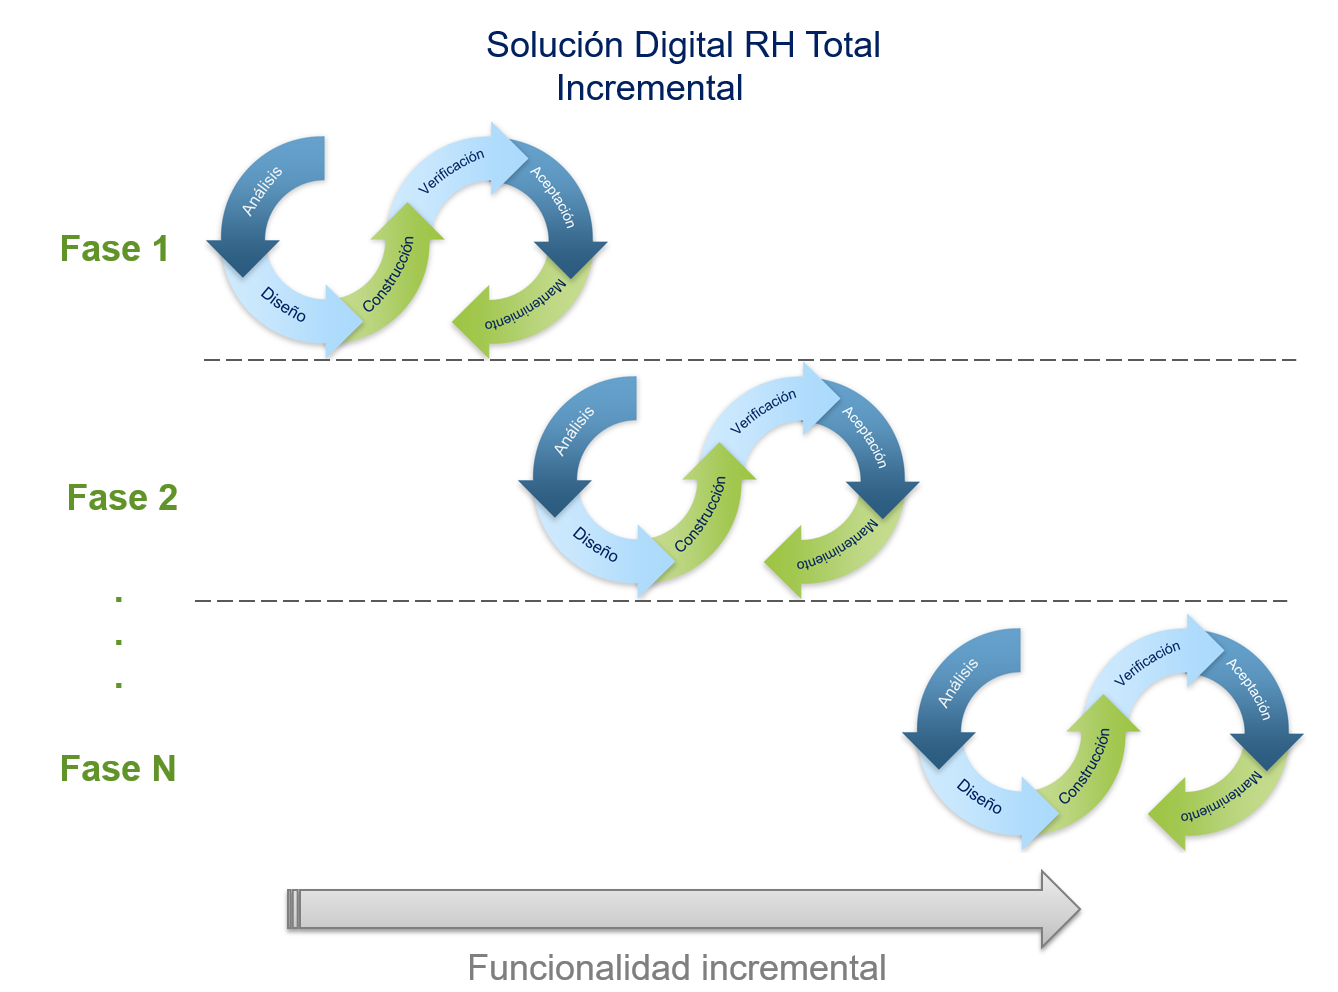 Solución Digital RH Total
Incremental
Fase 1
Análisis
Diseño
Construcción
Verificación
Aceptación
Mantenimiento
Fase 2
Análisis
Diseño
Construcción
Verificación
Aceptación
Mantenimiento
.
.
.
Fase N
Análisis
Diseño
Construcción
Verificación
Aceptación
Mantenimiento
Funcionalidad incremental